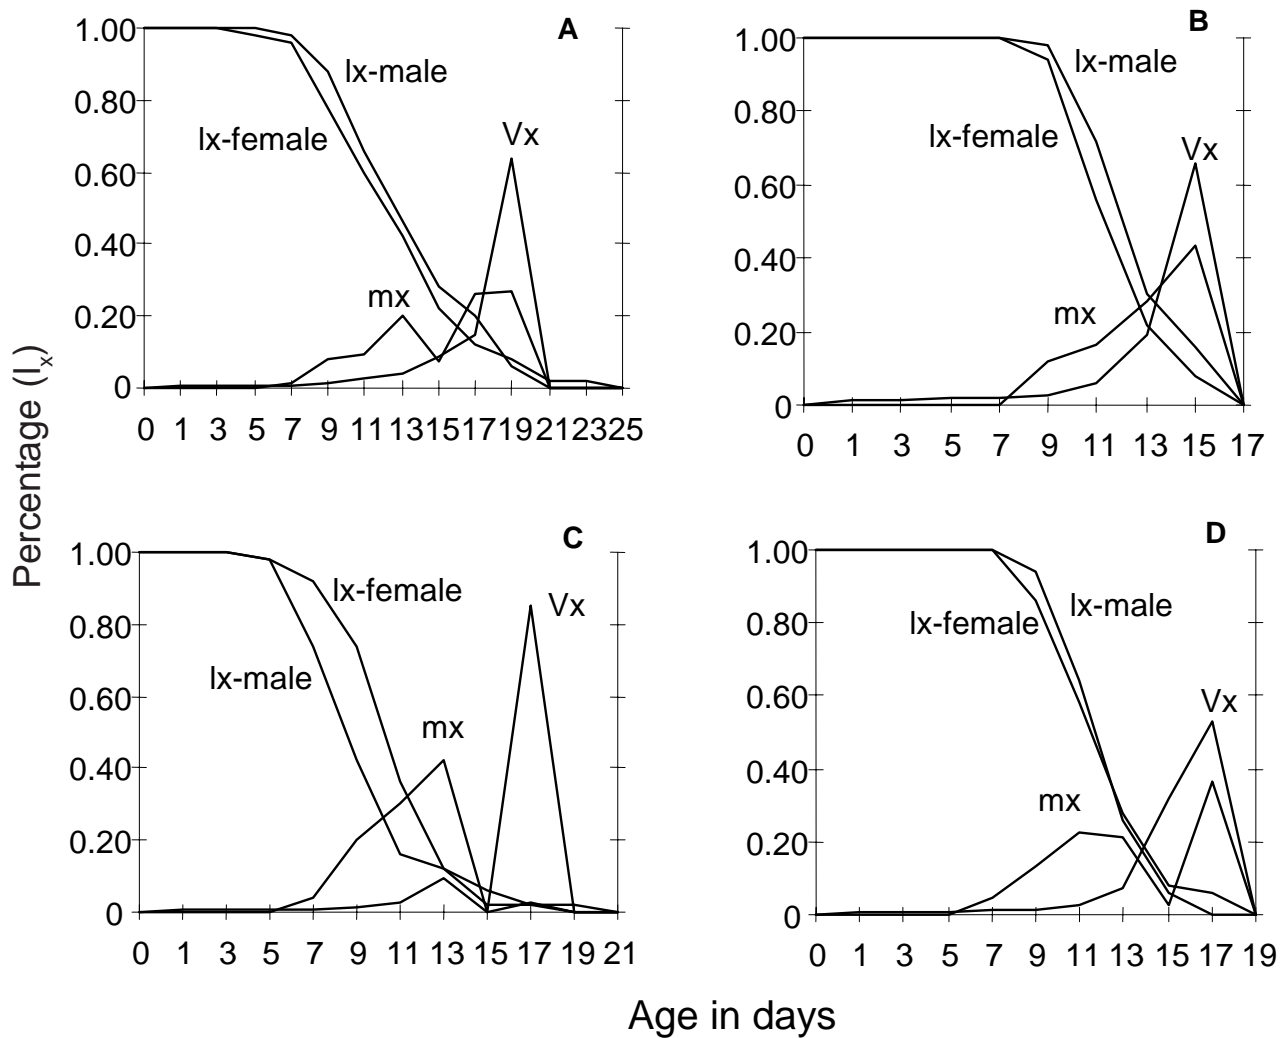 Percentage (lx)
A
1.00
0.80
0.60
0.40
0.20
0
lx-male
lx-female
Vx
mx
0 1 3 5 7 9 11 13 15 17 19 21 23 25
B
1.00
0.80
0.60
0.40
0.20
0
lx-male
lx-female
Vx
mx
0 1 3 5 7 9 11 13 15 17
C
1.00
0.80
0.60
0.40
0.20
0
lx-female
Vx
lx-male
mx
0 1 3 5 7 9 11 13 15 17 19 21
D
1.00
0.80
0.60
0.40
0.20
0
lx-male
lx-female
Vx
mx
0 1 3 5 7 9 11 13 15 17 19
Age in days